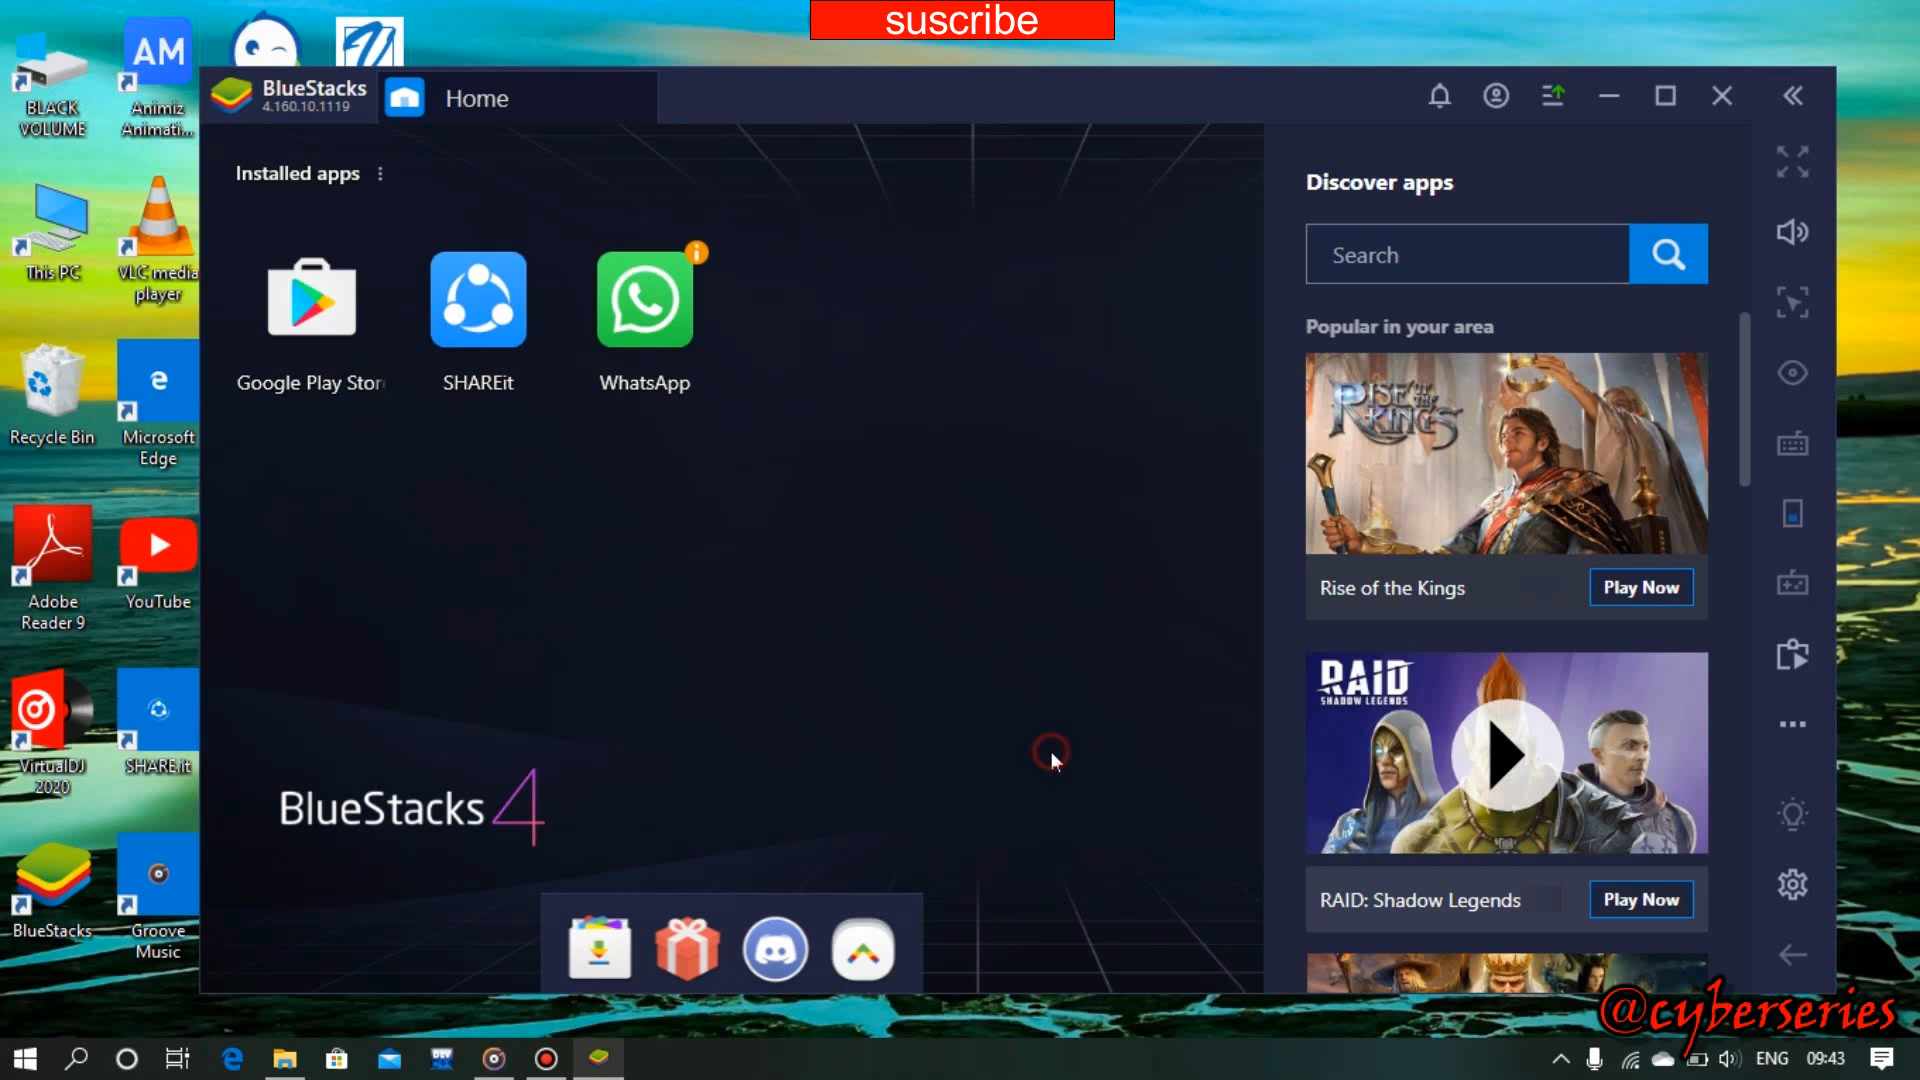 suscribe
AM
BLACK
VOLUME
Animiz
Animati...
BlueStacks
4.160.10.1119
Home
Installed apps
Google Play Stor
SHAREit
WhatsApp
Discover apps
Search
Popular in your area
RISE OF THE
KINGS
Rise of the Kings
Play Now
RAID
SHADOW LEGENDS
RAID: Shadow Legends
Play Now
This PC
VLC media
player
Recycle Bin
Microsoft
Edge
Adobe
Reader 9
YouTube
VirtualDJ
2020
SHAREit
BlueStacks
Groove
Music
BlueStacks 4
@cyberseries
DEV
ENG
09:43